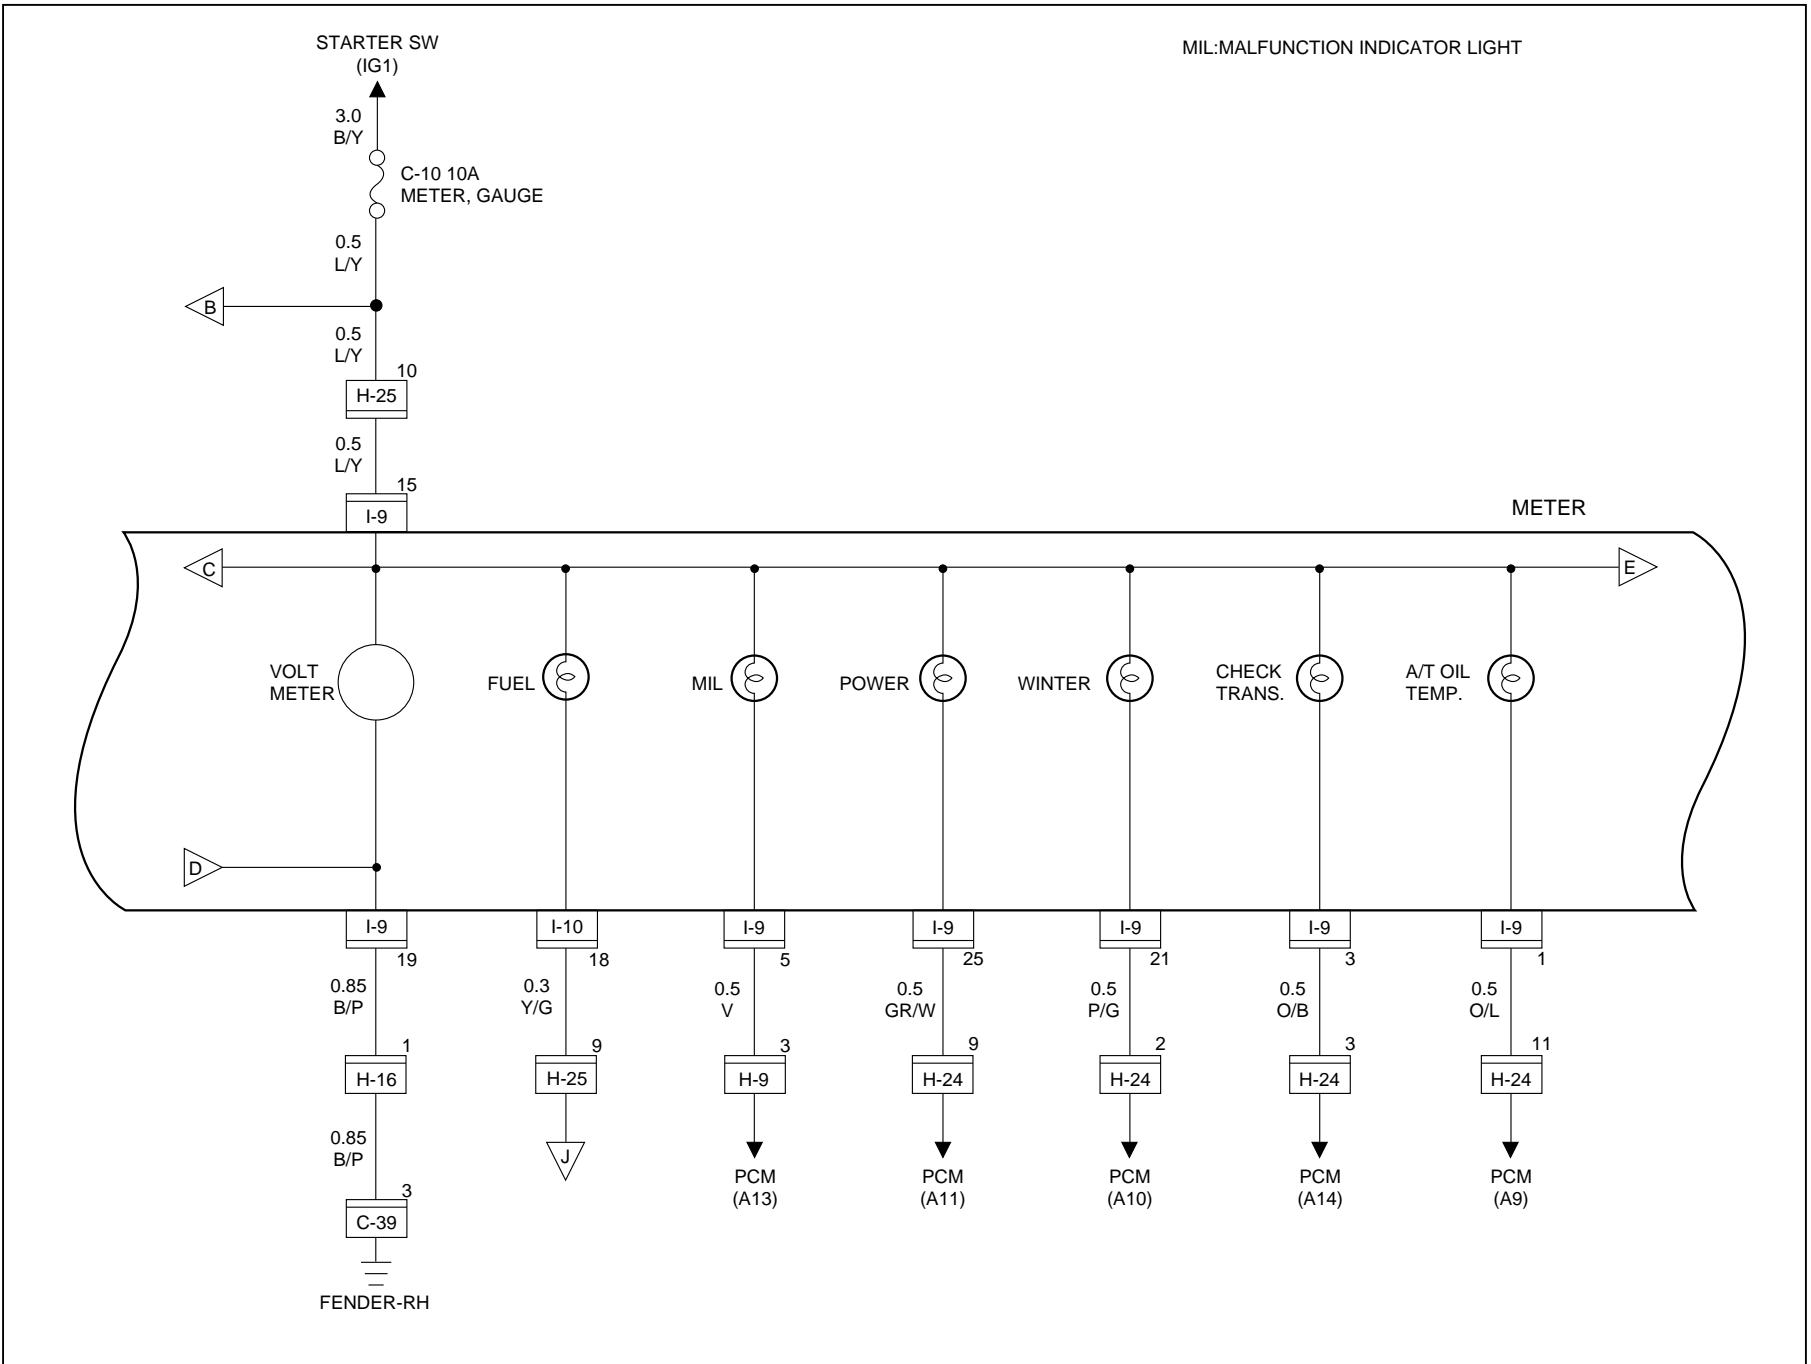 STARTER SW
(IG1)
MIL:MALFUNCTION INDICATOR LIGHT
3.0
B/Y
C-10 10A
METER, GAUGE
0.5
L/Y
B
0.5
L/Y
10
H-25
0.5
L/Y
15
I-9
METER
C
E
VOLT
METER
FUEL
MIL
POWER
WINTER
CHECK
TRANS.
A/T OIL
TEMP.
D
I-9
I-10
I-9
I-9
I-9
I-9
I-9
19
18
5
25
21
3
1
0.85
B/P
0.3
Y/G
0.5
V
0.5
GR/W
0.5
P/G
0.5
O/B
0.5
O/L
1
9
3
9
2
3
11
H-16
H-25
H-9
H-24
H-24
H-24
H-24
0.85
B/P
J
PCM
(A13)
PCM
(A11)
PCM
(A10)
PCM
(A14)
PCM
(A9)
3
C-39
FENDER-RH